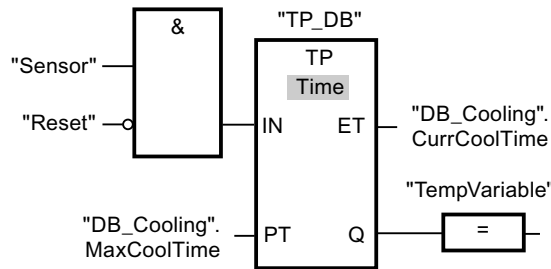 &
"Sensor"
"Reset"
"TP_DB"
TP
Time
IN
ET
"DB_Cooling".
CurrCoolTime
"TempVariable"
"DB_Cooling".
MaxCoolTime
PT
Q
=